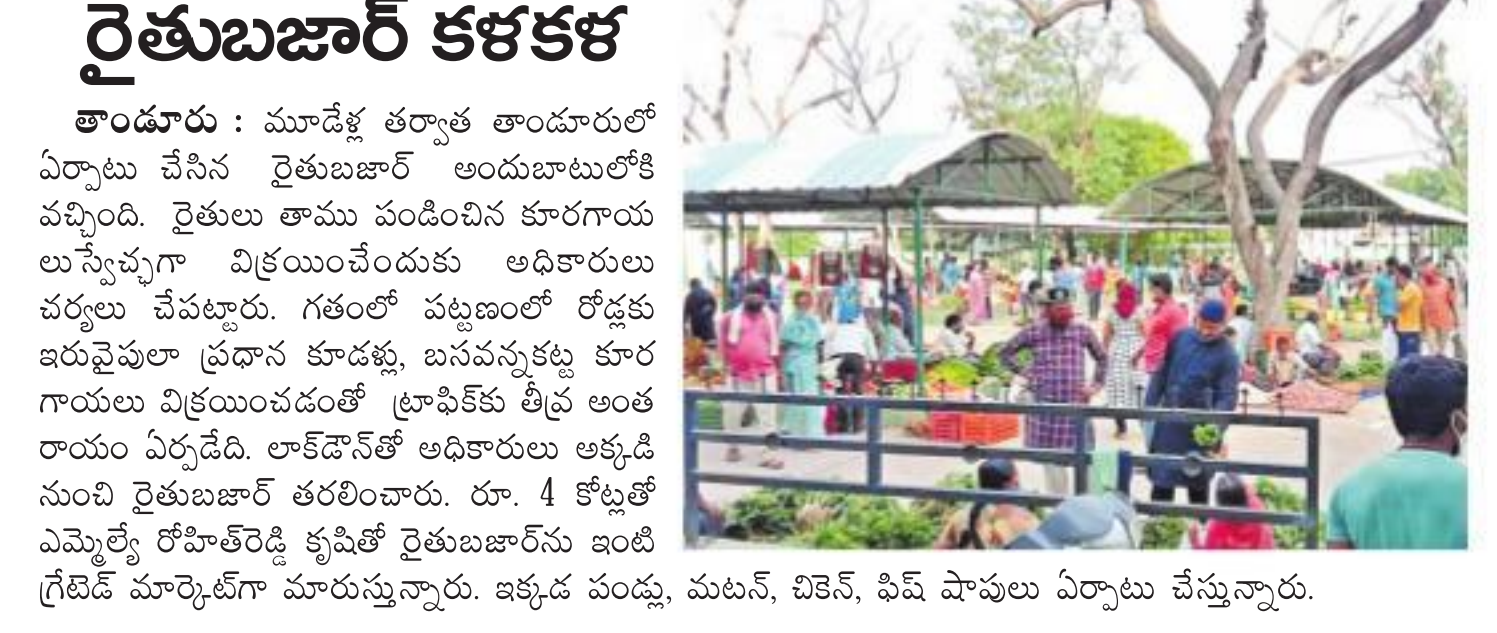 రైతుబజార్ కళకళ
తాండూరు : మూడేళ్ల తర్వాత తాండూరులో
ఏర్పాటు చేసిన రైతుబజార్ అందుబాటులోకి
వచ్చింది. రైతులు తాము పండించిన కూరగాయ
లుస్వేచ్ఛగా విక్రయించేందుకు అధికారులు
చర్యలు చేపట్టారు. గతంలో పట్టణంలో రోడ్లకు
ఇరువైపులా ప్రధాన కూడళ్లు, బసవన్నకట్ట కూర
గాయలు విక్రయించడంతో ట్రాఫిక్‌కు తీవ్ర అంత
రాయం ఏర్పడేది. లాక్‌డౌన్‌తో అధికారులు అక్కడి
నుంచి రైతుబజార్ తరలించారు. రూ. 4 కోట్లతో
ఎమ్మెల్యే రోహిత్‌రెడ్డి కృషితో రైతుబజార్‌ను ఇంటి
గ్రేటెడ్ మార్కెట్‌గా మారుస్తున్నారు. ఇక్కడ పండ్లు, మటన్, చికెన్, ఫిష్ షాపులు ఏర్పాటు చేస్తున్నారు.